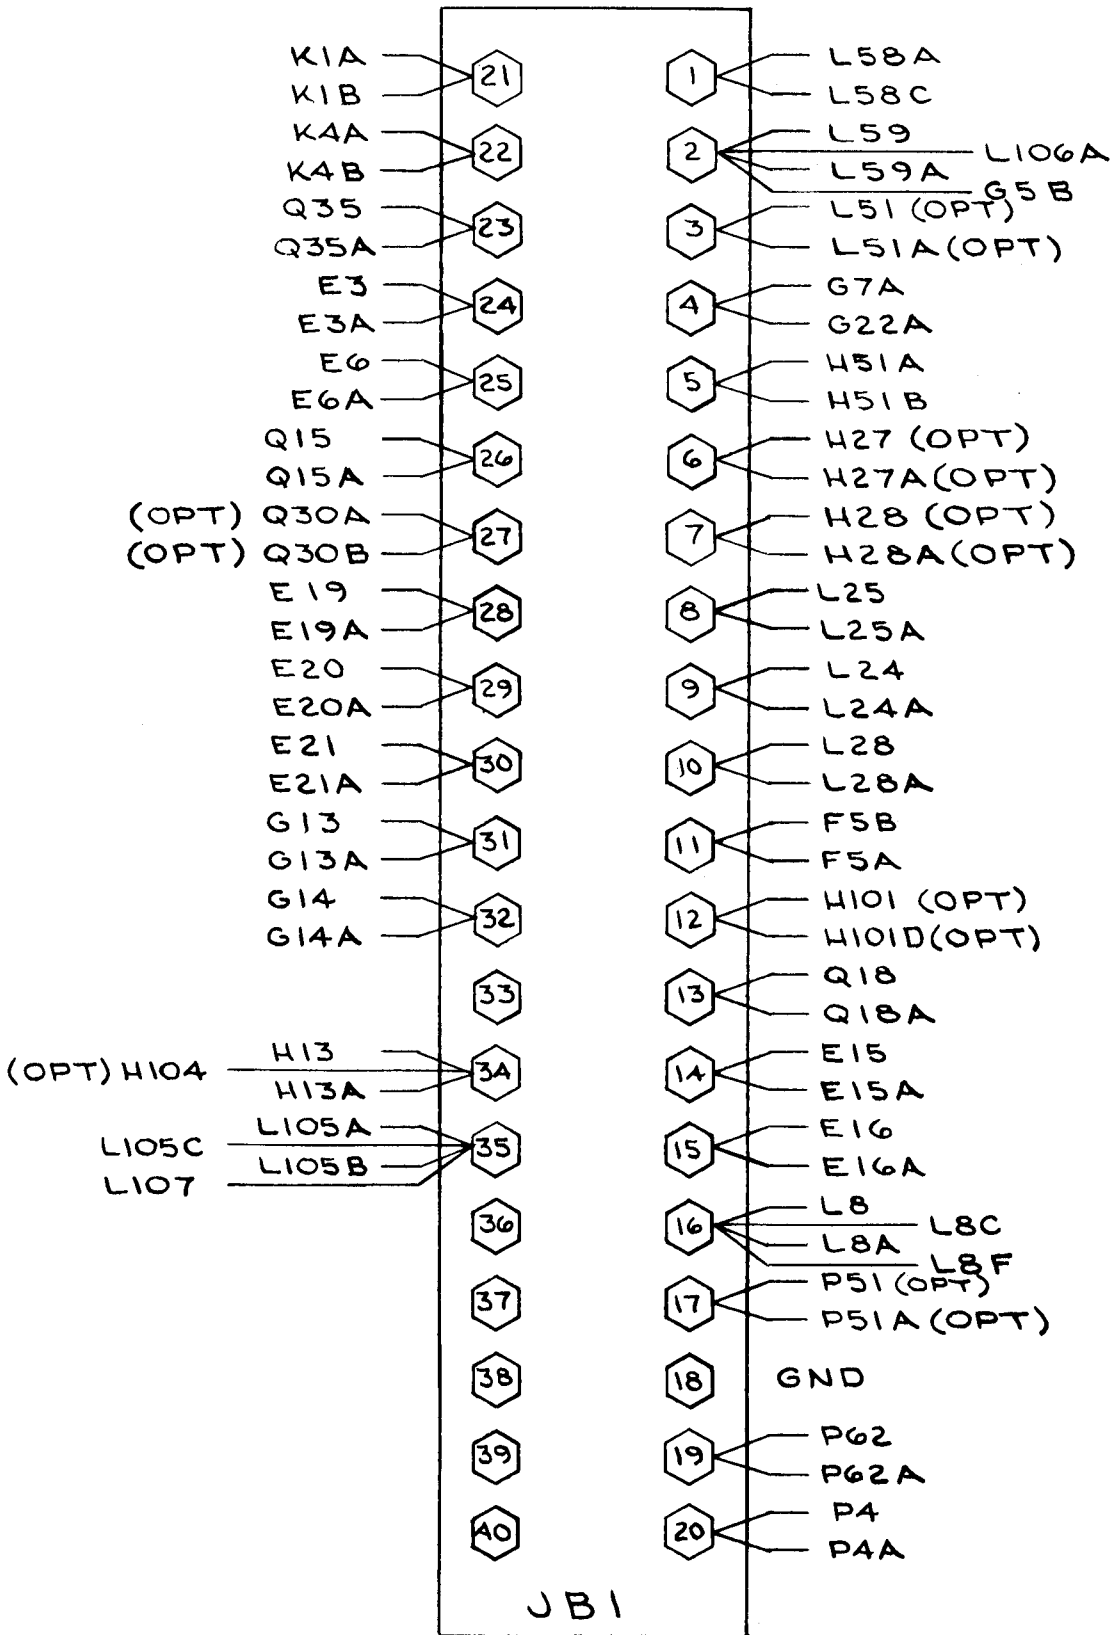 K1A 21 1 L58A
K1B L58C
K4A 22 2 L59
L106A
K4B L59A
G5B
Q35 23 3 L51 (OPT)
Q35A L51A (OPT)
E3 24 4 G7A
E3A G22A
E6 25 5 H51A
E6A H51B
Q15 26 6 H27 (OPT)
Q15A H27A (OPT)
(OPT) Q30A 27 7 H28 (OPT)
(OPT) Q30B H28A (OPT)
E19 28 8 L25
E19A L25A
E20 29 9 L24
E20A L24A
E21 30 10 L28
E21A L28A
G13 31 11 F5B
G13A F5A
G14 32 12 H101 (OPT)
G14A H101D (OPT)
33 13 Q18
Q18A
H13 34 14 E15
(OPT) H104
H13A E15A
L105A 35 15 E16
L105C
L105B E16A
L107
36 16 L8
L8C
L8A
L8F
37 17 P51 (OPT)
P51A (OPT)
38 18 GND
39 19 P62
P62A
40 20 P4
P4A
JB1